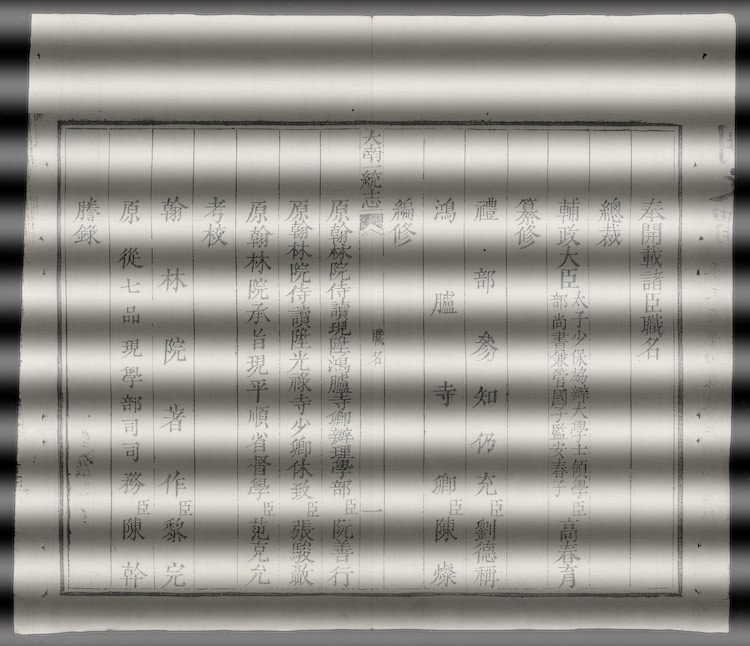 奉開載諸臣職名
總裁
輔政大臣太子少保協辦大學士領學部尚書兼管國子監安春子臣高春育
纂修
禮部參知仍充臣劉德稱
鴻臚寺卿臣陳燦
編修
大南一統志 職名 一
原翰林院侍讀現陞鴻臚寺卿辦理學部臣阮善行
原翰林院侍讀陞光祿寺少卿休致臣張駿敭
原翰林院承旨現平順省督學臣范克允
考校
翰林院著作臣黎完
原從七品現學部司司務臣陳幹
謄錄